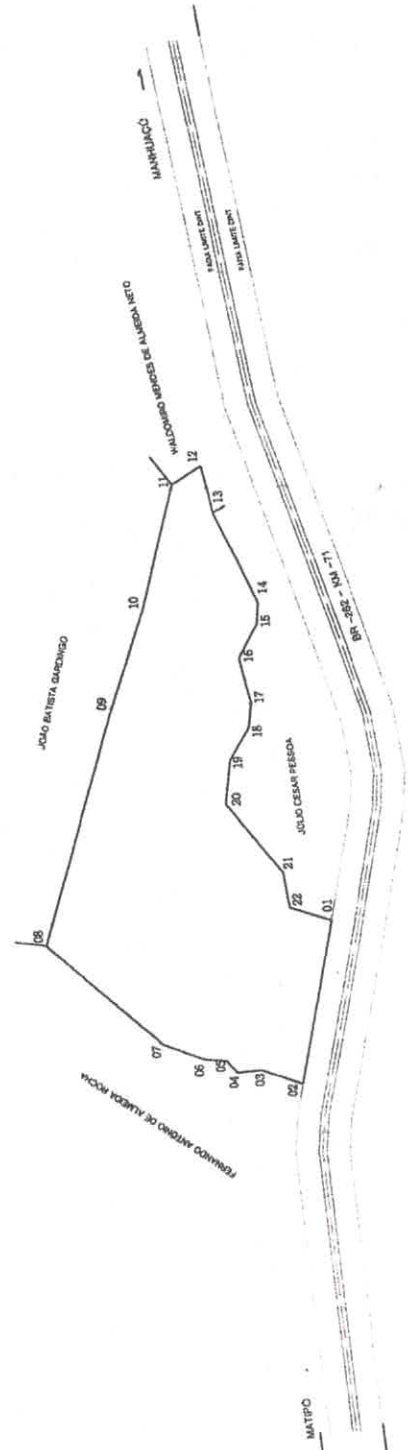 MANHUAÇÚ
FAIXA LIMITE DNIT
FAIXA LIMITE DNIT
WALDOMIRO MENDES DE ALMEIDA NETO
JOÃO BATISTA GARDINGO
FERNANDO ANTONIO DE ALMEIDA ROCHA
JÚLIO CESAR PESSOA
BR -262 - KM -71
MATIPÓ
01
02
03
04
05
06
07
08
09
10
11
12
13
14
15
16
17
18
19
20
21
22